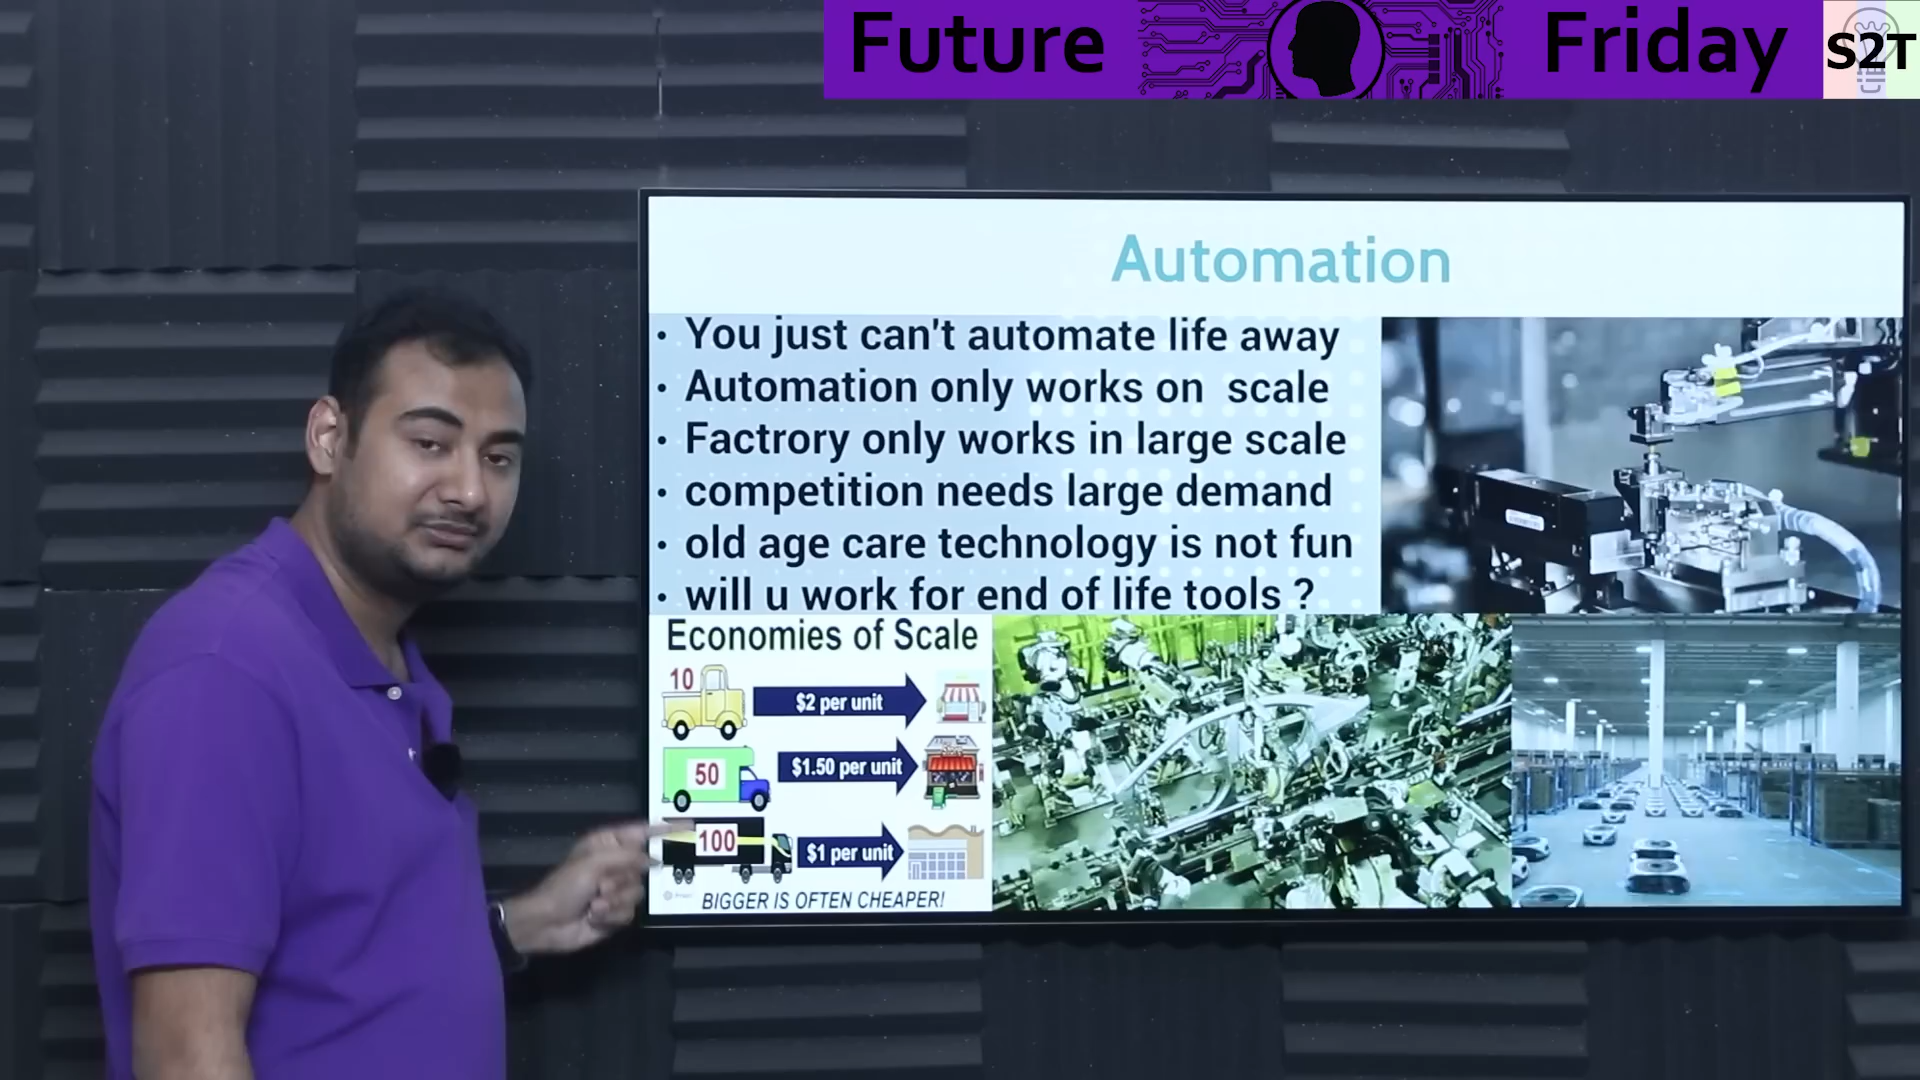 Future Friday
S2T
Automation
• You just can't automate life away
• Automation only works on scale
• Factrory only works in large scale
• competition needs large demand
• old age care technology is not fun
• will u work for end of life tools ?
Economies of Scale
10
$2 per unit
50
$1.50 per unit
100
$1 per unit
BIGGER IS OFTEN CHEAPER!